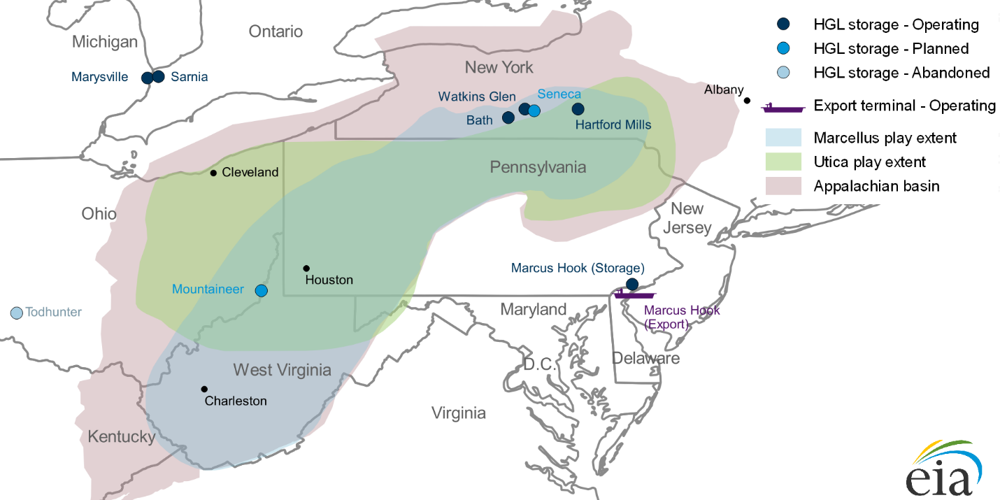 Michigan
Ontario
Marysville
Sarnia
New York
Albany
Watkins Glen
Seneca
Bath
Hartford Mills
Cleveland
Pennsylvania
Ohio
New
Jersey
Houston
Mountaineer
Marcus Hook (Storage)
Todhunter
Maryland
Marcus Hook
(Export)
D.C.
Delaware
West Virginia
Charleston
Virginia
Kentucky
HGL storage - Operating
HGL storage - Planned
HGL storage - Abandoned
Export terminal - Operating
Marcellus play extent
Utica play extent
Appalachian basin
eia